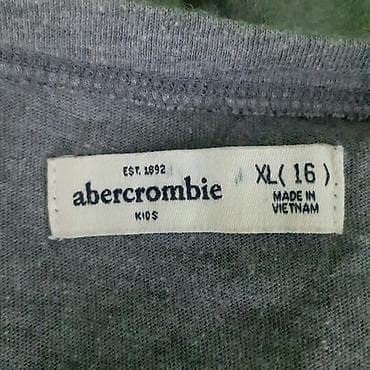 EST. 1892
abercrombie
KIDS
XL( 16 )
MADE IN
VIETNAM